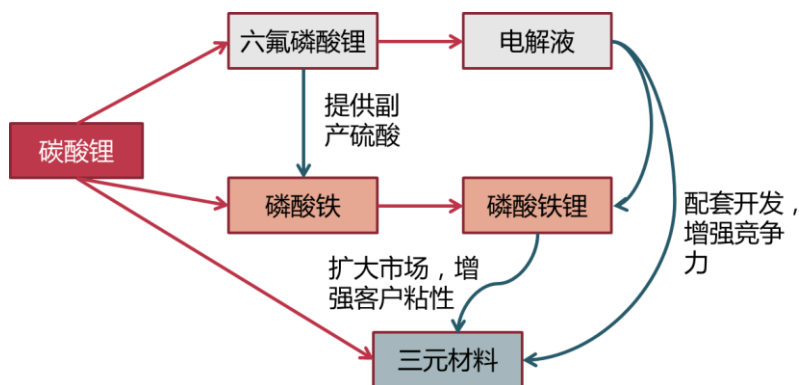 六氟磷酸锂
电解液
提供副
产硫酸
碳酸锂
磷酸铁
磷酸铁锂
配套开发，
增强竞争
力
扩大市场，增
强客户粘性
三元材料